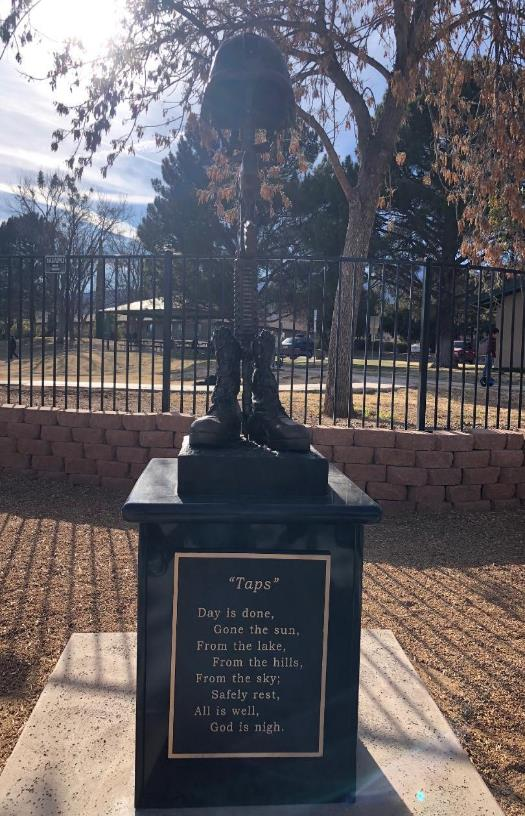 "Taps"
Day is done,
Gone the sun,
From the lake,
From the hills,
From the sky;
Safely rest,
All is well,
God is nigh.